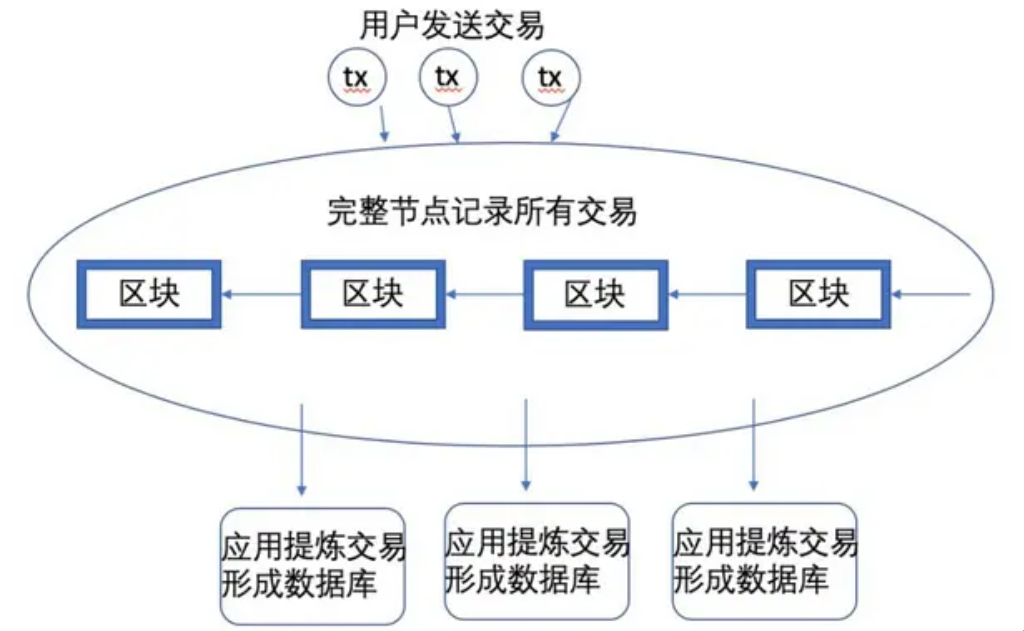 用户发送交易
tx
tx
tx
完整节点记录所有交易
区块
区块
区块
区块
应用提炼交易
形成数据库
应用提炼交易
形成数据库
应用提炼交易
形成数据库